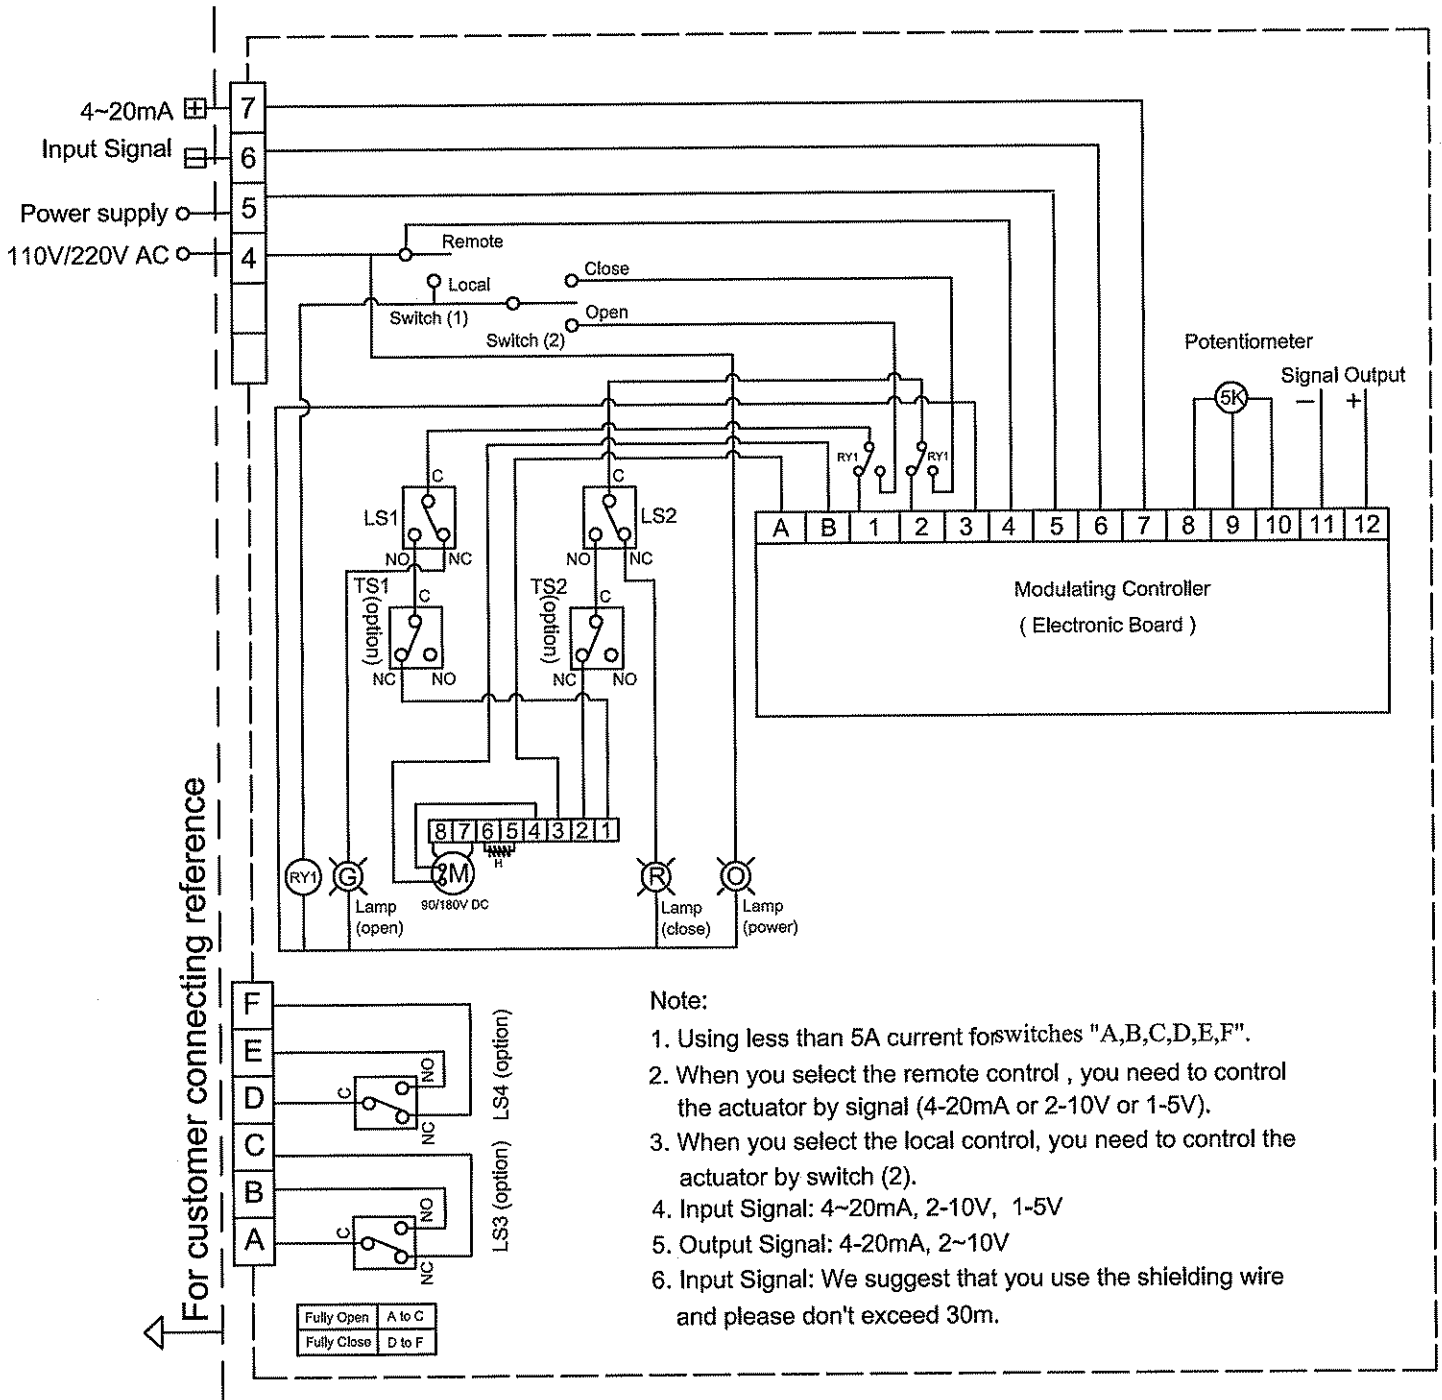 4~20mA +
7
Input Signal
6
Power supply
5
110V/220V AC
4
Remote
Local
Close
Switch (1)
Open
Switch (2)
Potentiometer
Signal Output
5K
− +
RY1
RY1
C
C
LS1
LS2
NO NC
NO NC
TS1
(option)
C
TS2
(option)
C
NC NO
NC NO
A B 1 2 3 4 5 6 7 8 9 10 11 12
Modulating Controller
( Electronic Board )
8 7 6 5 4 3 2 1
H
RY1
G
M
R
O
90/180V DC
Lamp
(open)
Lamp
(close)
Lamp
(power)
For customer connecting reference
F
E
D
C
B
A
C
NO
NC
LS4 (option)
C
NO
NC
LS3 (option)
Fully Open A to C
Fully Close D to F
Note:
1. Using less than 5A current forswitches "A,B,C,D,E,F".
2. When you select the remote control , you need to control
the actuator by signal (4-20mA or 2-10V or 1-5V).
3. When you select the local control, you need to control the
actuator by switch (2).
4. Input Signal: 4~20mA, 2-10V, 1-5V
5. Output Signal: 4-20mA, 2~10V
6. Input Signal: We suggest that you use the shielding wire
and please don't exceed 30m.